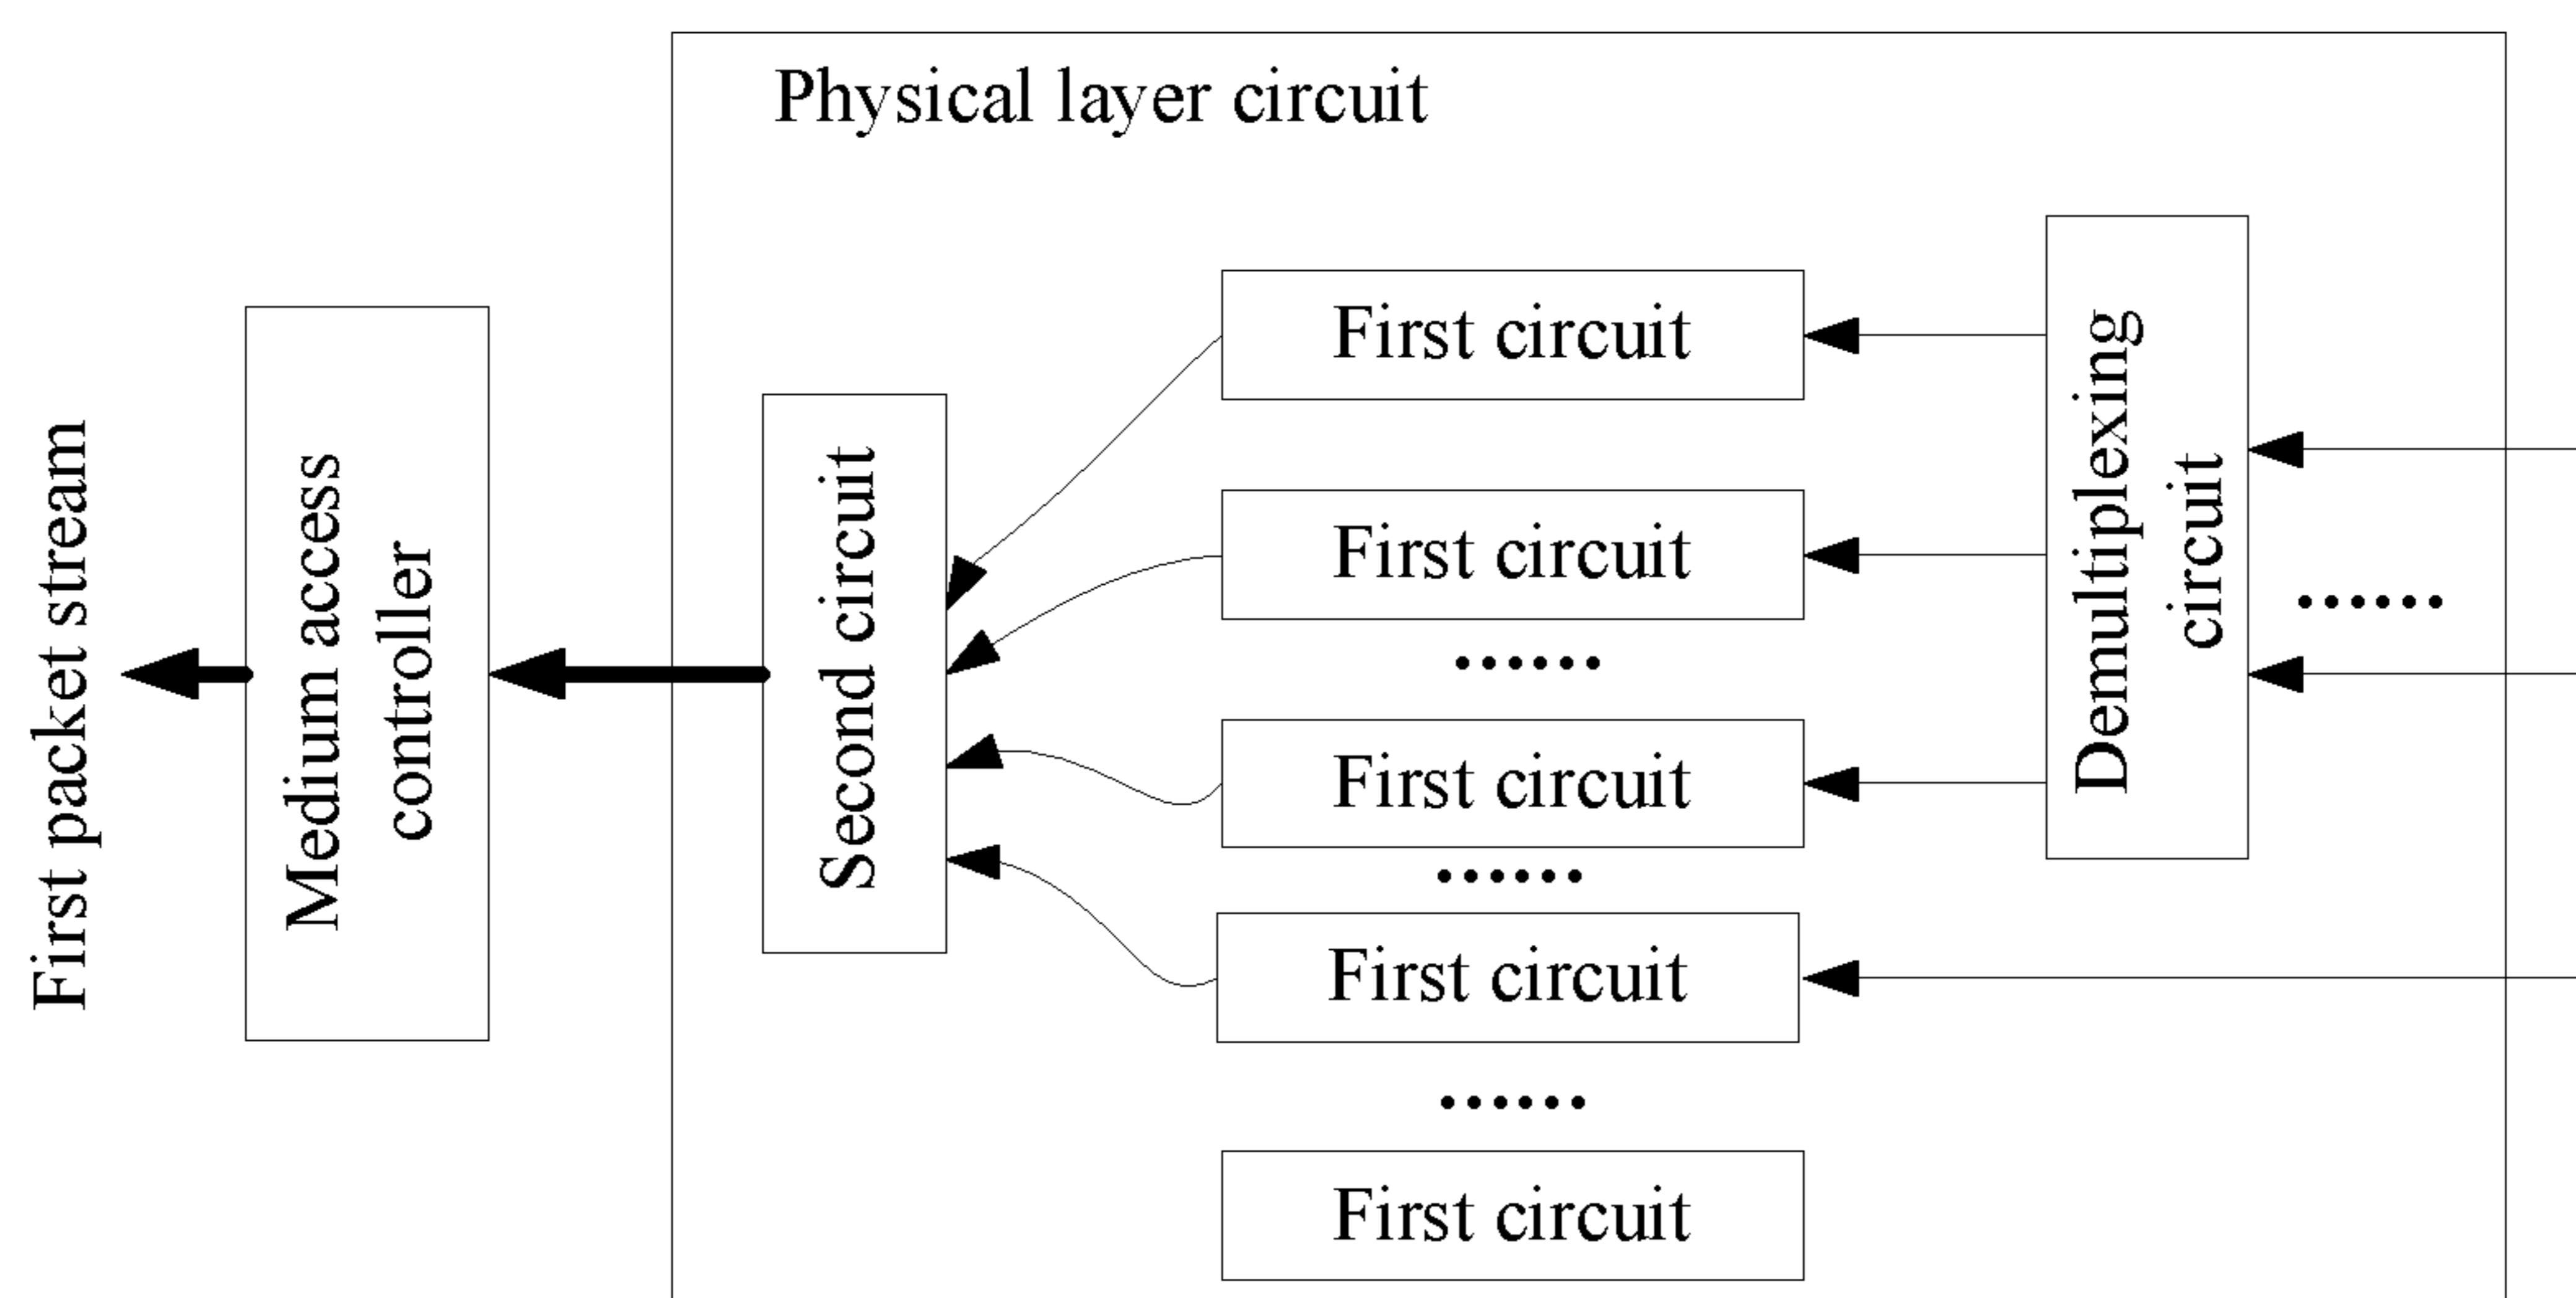 Physical layer circuit
First packet stream
Medium access
controller
Second circuit
First circuit
First circuit
......
First circuit
......
First circuit
......
First circuit
Demultiplexing
circuit
......